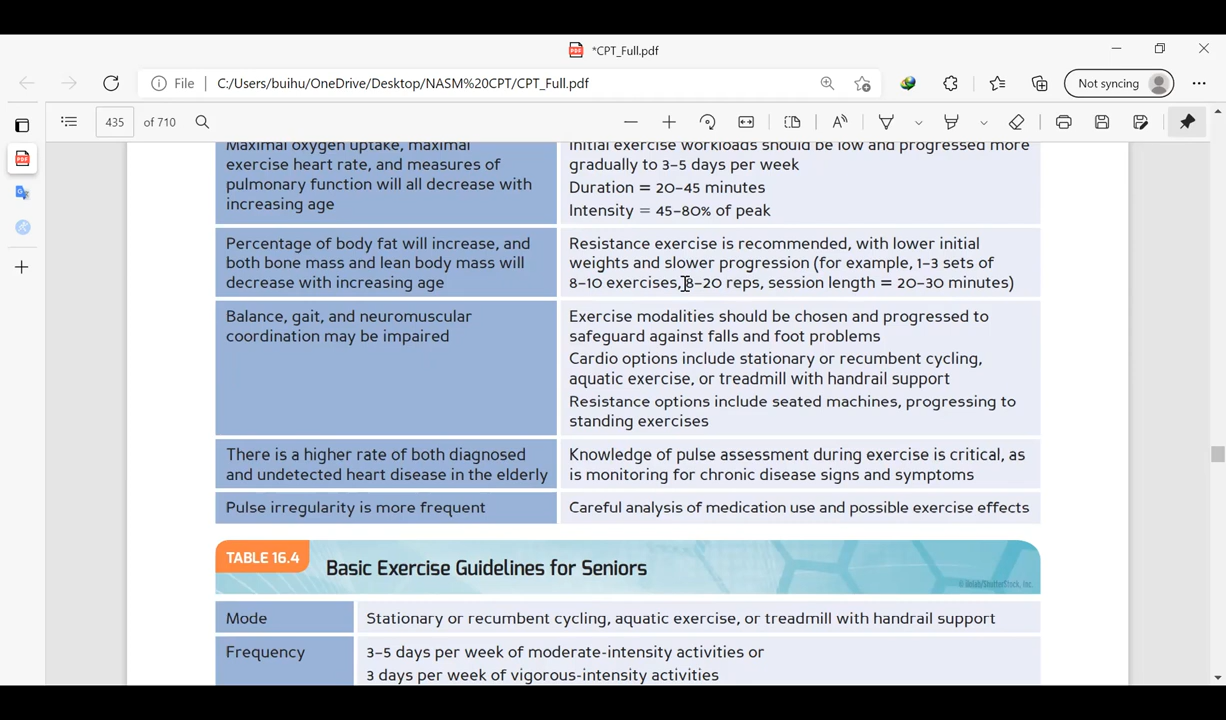 *CPT_Full.pdf
File
C:/Users/buihu/OneDrive/Desktop/NASM%20CPT/CPT_Full.pdf
Not syncing
435 of 710
Maximal oxygen uptake, maximal
exercise heart rate, and measures of
pulmonary function will all decrease with
increasing age
Initial exercise workloads should be low and progressed more
gradually to 3–5 days per week
Duration = 20–45 minutes
Intensity = 45–80% of peak
Percentage of body fat will increase, and
both bone mass and lean body mass will
decrease with increasing age
Resistance exercise is recommended, with lower initial
weights and slower progression (for example, 1–3 sets of
8–10 exercises, 8–20 reps, session length = 20–30 minutes)
Balance, gait, and neuromuscular
coordination may be impaired
Exercise modalities should be chosen and progressed to
safeguard against falls and foot problems
Cardio options include stationary or recumbent cycling,
aquatic exercise, or treadmill with handrail support
Resistance options include seated machines, progressing to
standing exercises
There is a higher rate of both diagnosed
and undetected heart disease in the elderly
Knowledge of pulse assessment during exercise is critical, as
is monitoring for chronic disease signs and symptoms
Pulse irregularity is more frequent
Careful analysis of medication use and possible exercise effects
TABLE 16.4
Basic Exercise Guidelines for Seniors
Mode
Stationary or recumbent cycling, aquatic exercise, or treadmill with handrail support
Frequency
3–5 days per week of moderate-intensity activities or
3 days per week of vigorous-intensity activities